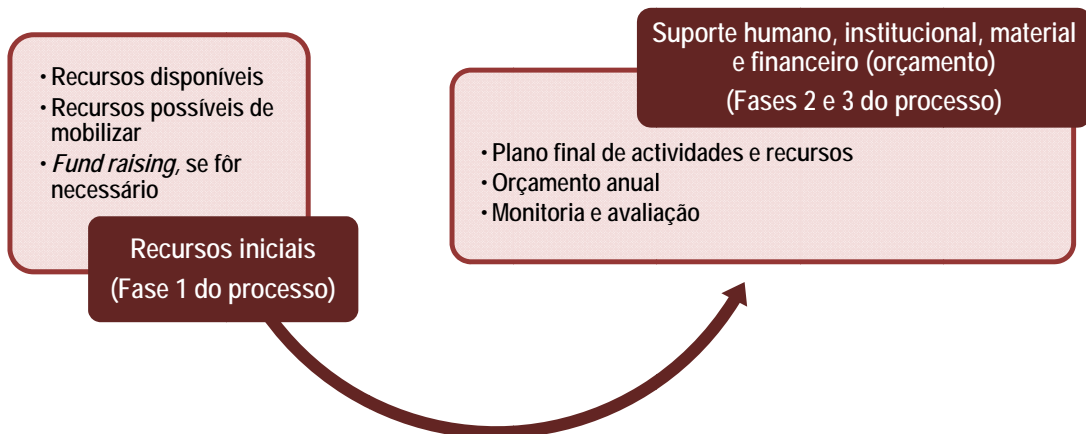 • Recursos disponíveis
• Recursos possíveis de
mobilizar
• Fund raising, se fôr
necessário
Recursos iniciais
(Fase 1 do processo)
Suporte humano, institucional, material
e financeiro (orçamento)
(Fases 2 e 3 do processo)
• Plano final de actividades e recursos
• Orçamento anual
• Monitoria e avaliação